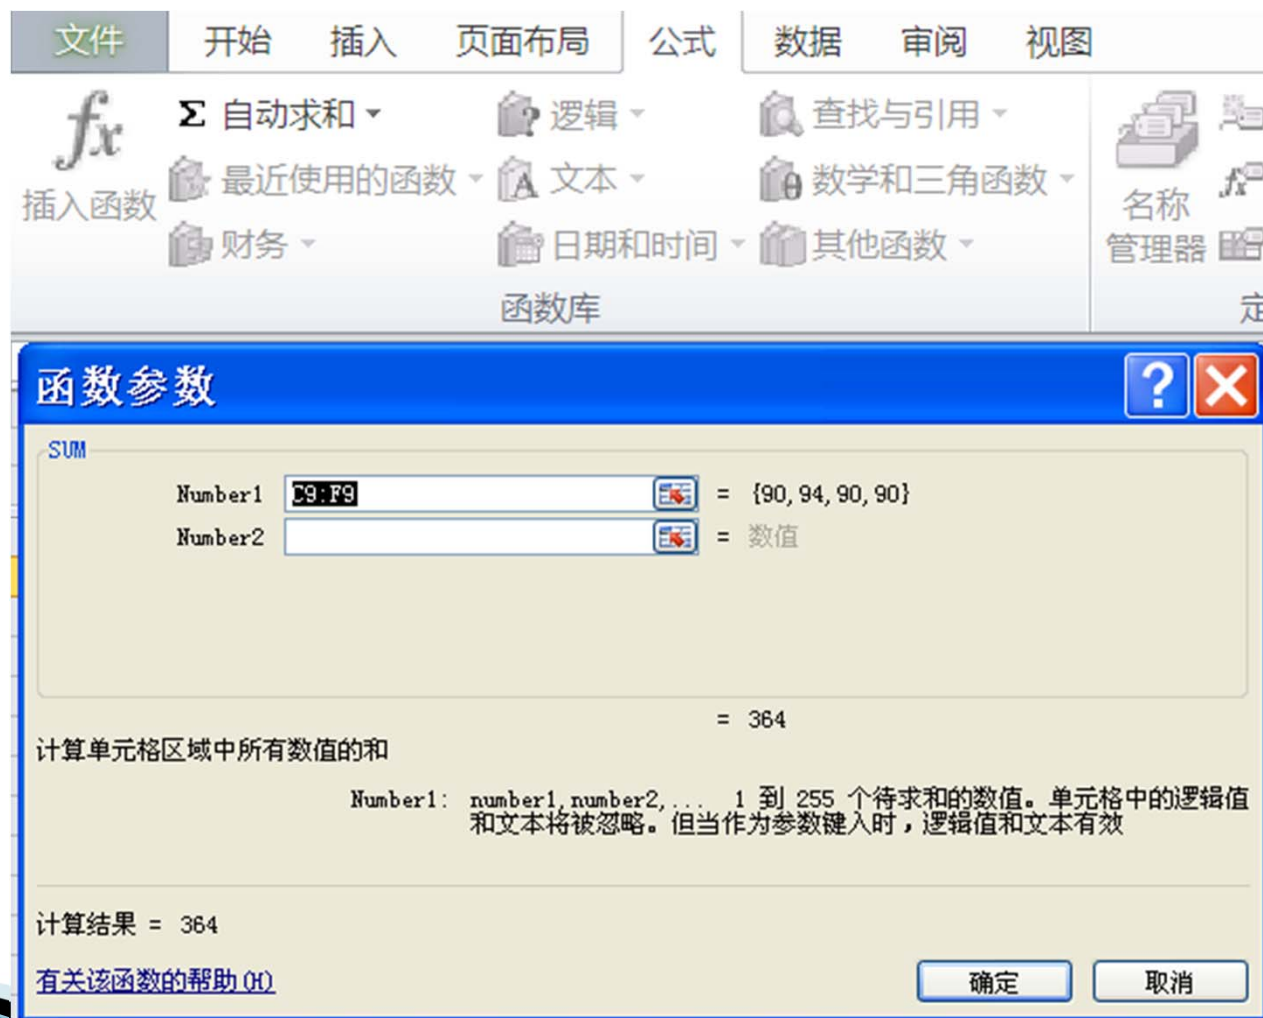 文件 开始 插入 页面布局 公式 数据 审阅 视图
fx Σ 自动求和 逻辑 查找与引用
最近使用的函数 文本 数学和三角函数
插入函数 财务 日期和时间 其他函数 名称
管理器
函数库 定
函数参数
SUM
Number1 C9:F9 = {90,94,90,90}
Number2 = 数值
= 364
计算单元格区域中所有数值的和
Number1: number1,number2,... 1 到 255 个待求和的数值。单元格中的逻辑值
和文本将被忽略。但当作为参数键入时，逻辑值和文本有效
计算结果 = 364
有关该函数的帮助(H) 确定 取消